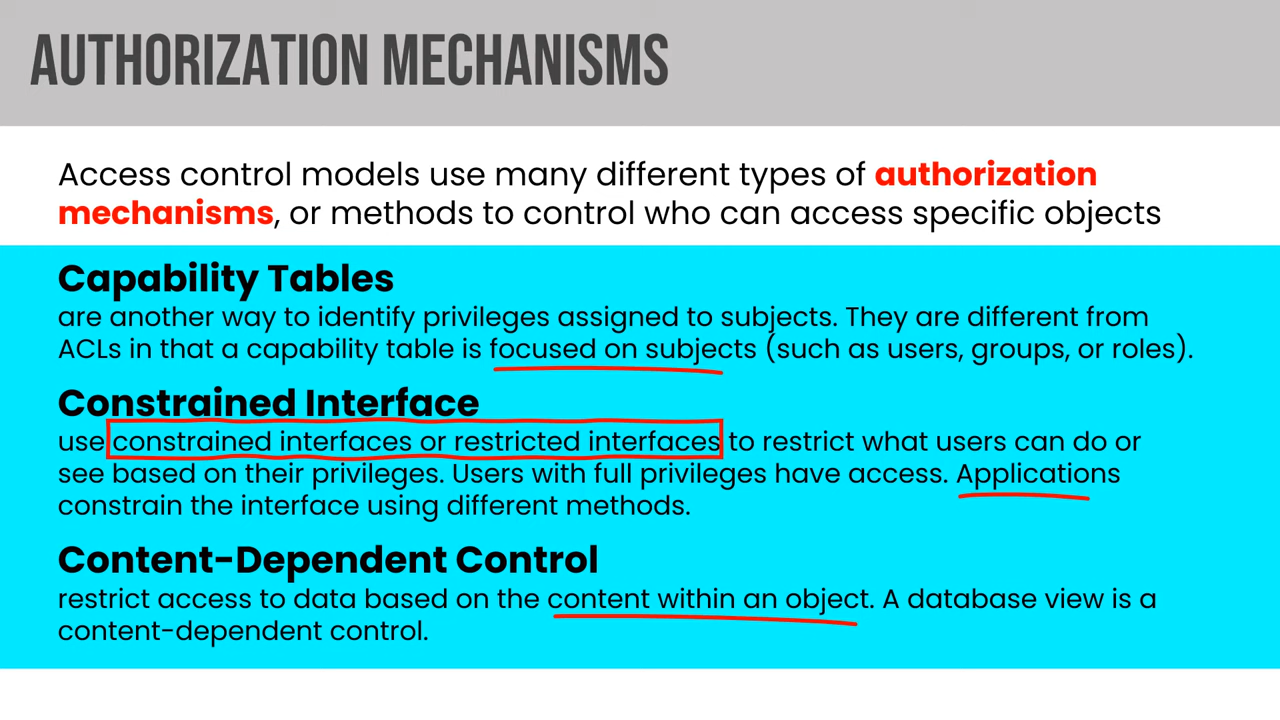 AUTHORIZATION MECHANISMS
Access control models use many different types of authorization
mechanisms, or methods to control who can access specific objects
Capability Tables
are another way to identify privileges assigned to subjects. They are different from
ACLs in that a capability table is focused on subjects (such as users, groups, or roles).
Constrained Interface
use constrained interfaces or restricted interfaces to restrict what users can do or
see based on their privileges. Users with full privileges have access. Applications
constrain the interface using different methods.
Content-Dependent Control
restrict access to data based on the content within an object. A database view is a
content-dependent control.